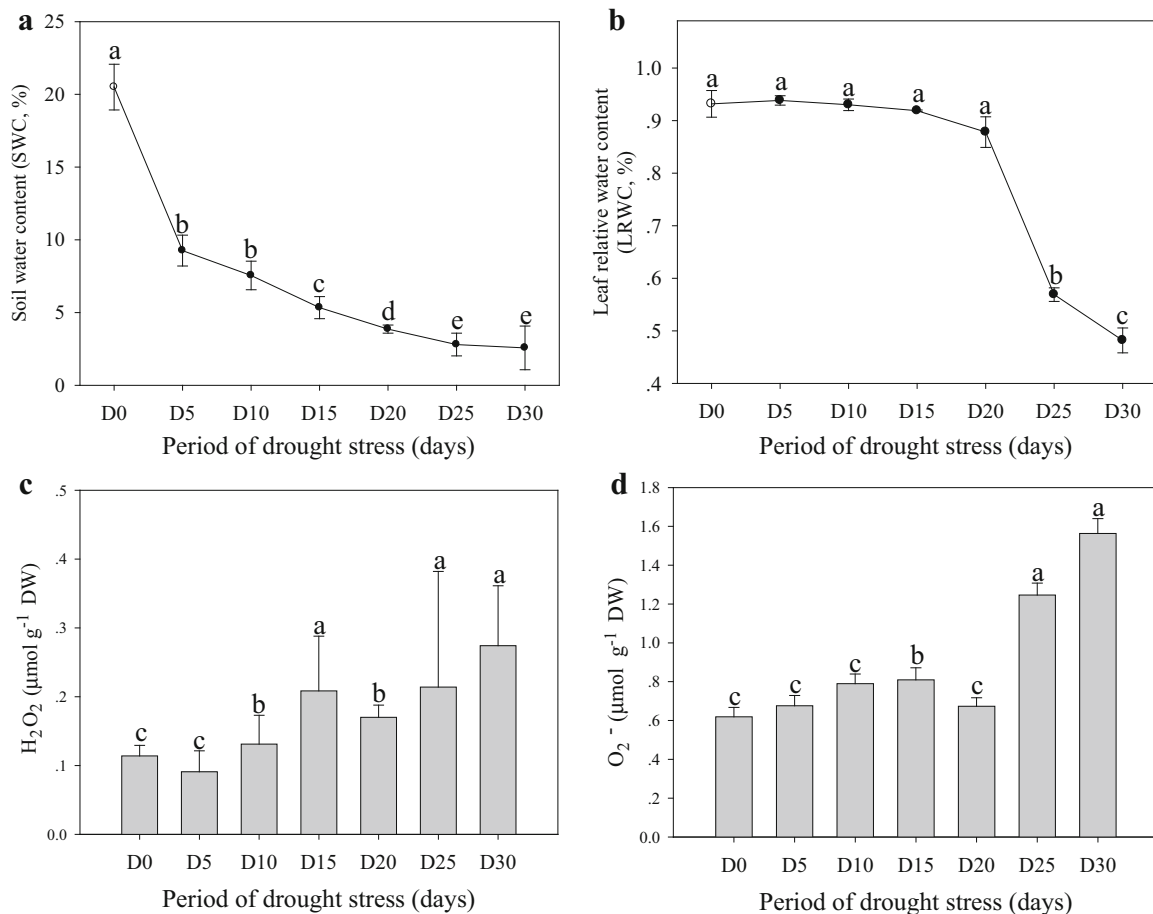 a
Soil water content (SWC, %)
25
20
15
10
5
0
a
b
b
c
d
e
e
D0 D5 D10 D15 D20 D25 D30
Period of drought stress (days)
b
Leaf relative water content
(LRWC, %)
1.0
.9
.8
.7
.6
.5
.4
a
a
a
a
a
b
c
D0 D5 D10 D15 D20 D25 D30
Period of drought stress (days)
c
H₂O₂ (μmol g⁻¹ DW)
.5
.4
.3
.2
.1
0.0
c
c
b
a
b
a
a
D0 D5 D10 D15 D20 D25 D30
Period of drought stress (days)
d
O₂ ⁻ (μmol g⁻¹ DW)
1.8
1.6
1.4
1.2
1.0
.8
.6
.4
.2
0.0
c
c
c
b
c
a
a
D0 D5 D10 D15 D20 D25 D30
Period of drought stress (days)